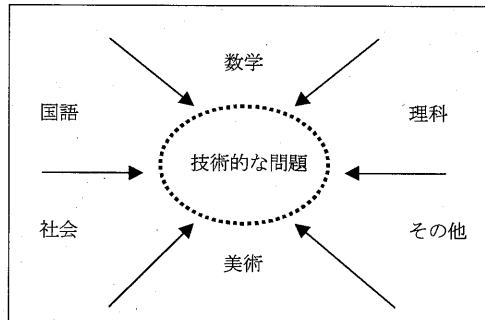 数学
国語
理科
技術的な問題
社会
その他
美術